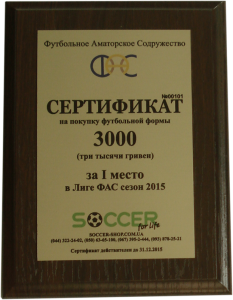 Футбольное Аматорское Содружество
ФАС
№00101
СЕРТИФИКАТ
на покупку футбольной формы
3000
(три тысячи гривен)
за I место
в Лиге ФАС сезон 2015
SOCCER for life
SOCCER-SHOP.COM.UA
Сертификат действителен до 31.12.2015